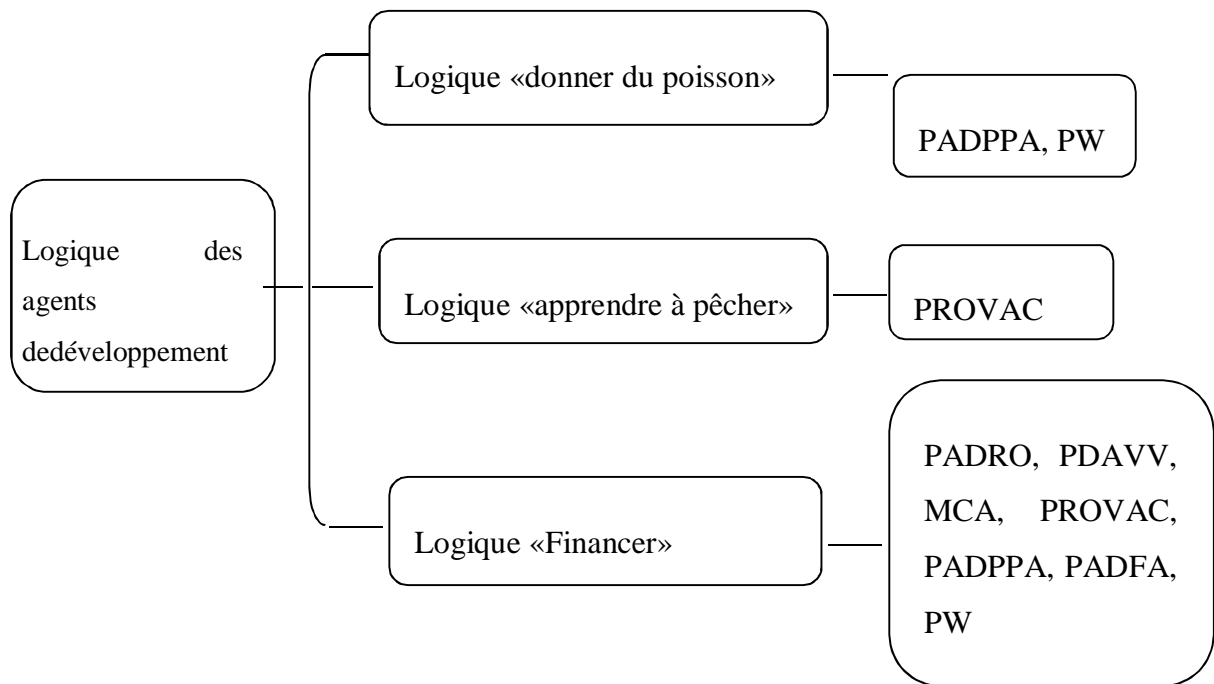 Logique «donner du poisson»
PADPPA, PW
Logique des
agents
dedéveloppement
Logique «apprendre à pêcher»
PROVAC
Logique «Financer»
PADRO, PDAVV,
MCA, PROVAC,
PADPPA, PADFA,
PW